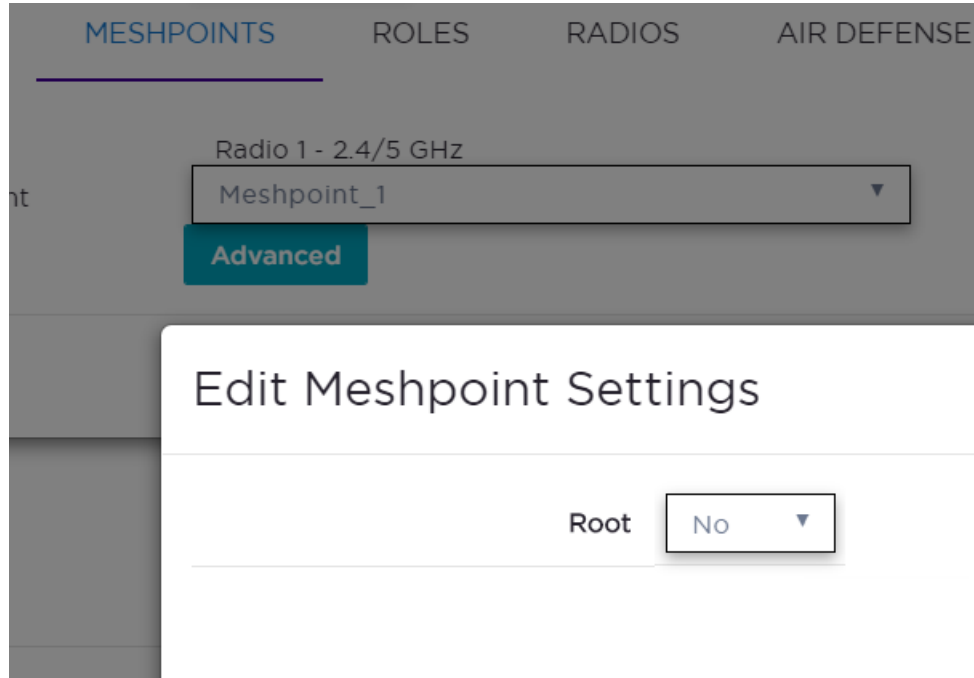 MESHPOINTS ROLES RADIOS AIR DEFENSE
Radio 1 - 2.4/5 GHz
Meshpoint_1
Advanced
Edit Meshpoint Settings
Root No